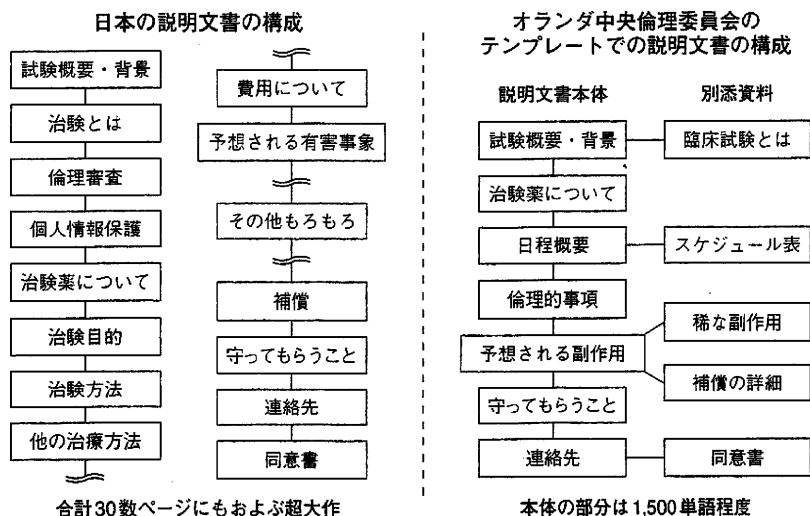 日本の説明文書の構成
試験概要・背景
治験とは
倫理審査
個人情報保護
治験薬について
治験目的
治験方法
他の治療方法
費用について
予想される有害事象
その他もろもろ
補償
守ってもらうこと
連絡先
同意書
合計30数ページにもおよぶ超大作
オランダ中央倫理委員会の
テンプレートでの説明文書の構成
説明文書本体
別添資料
試験概要・背景
臨床試験とは
治験薬について
日程概要
スケジュール表
倫理的事項
予想される副作用
稀な副作用
補償の詳細
守ってもらうこと
連絡先
同意書
本体の部分は1,500単語程度